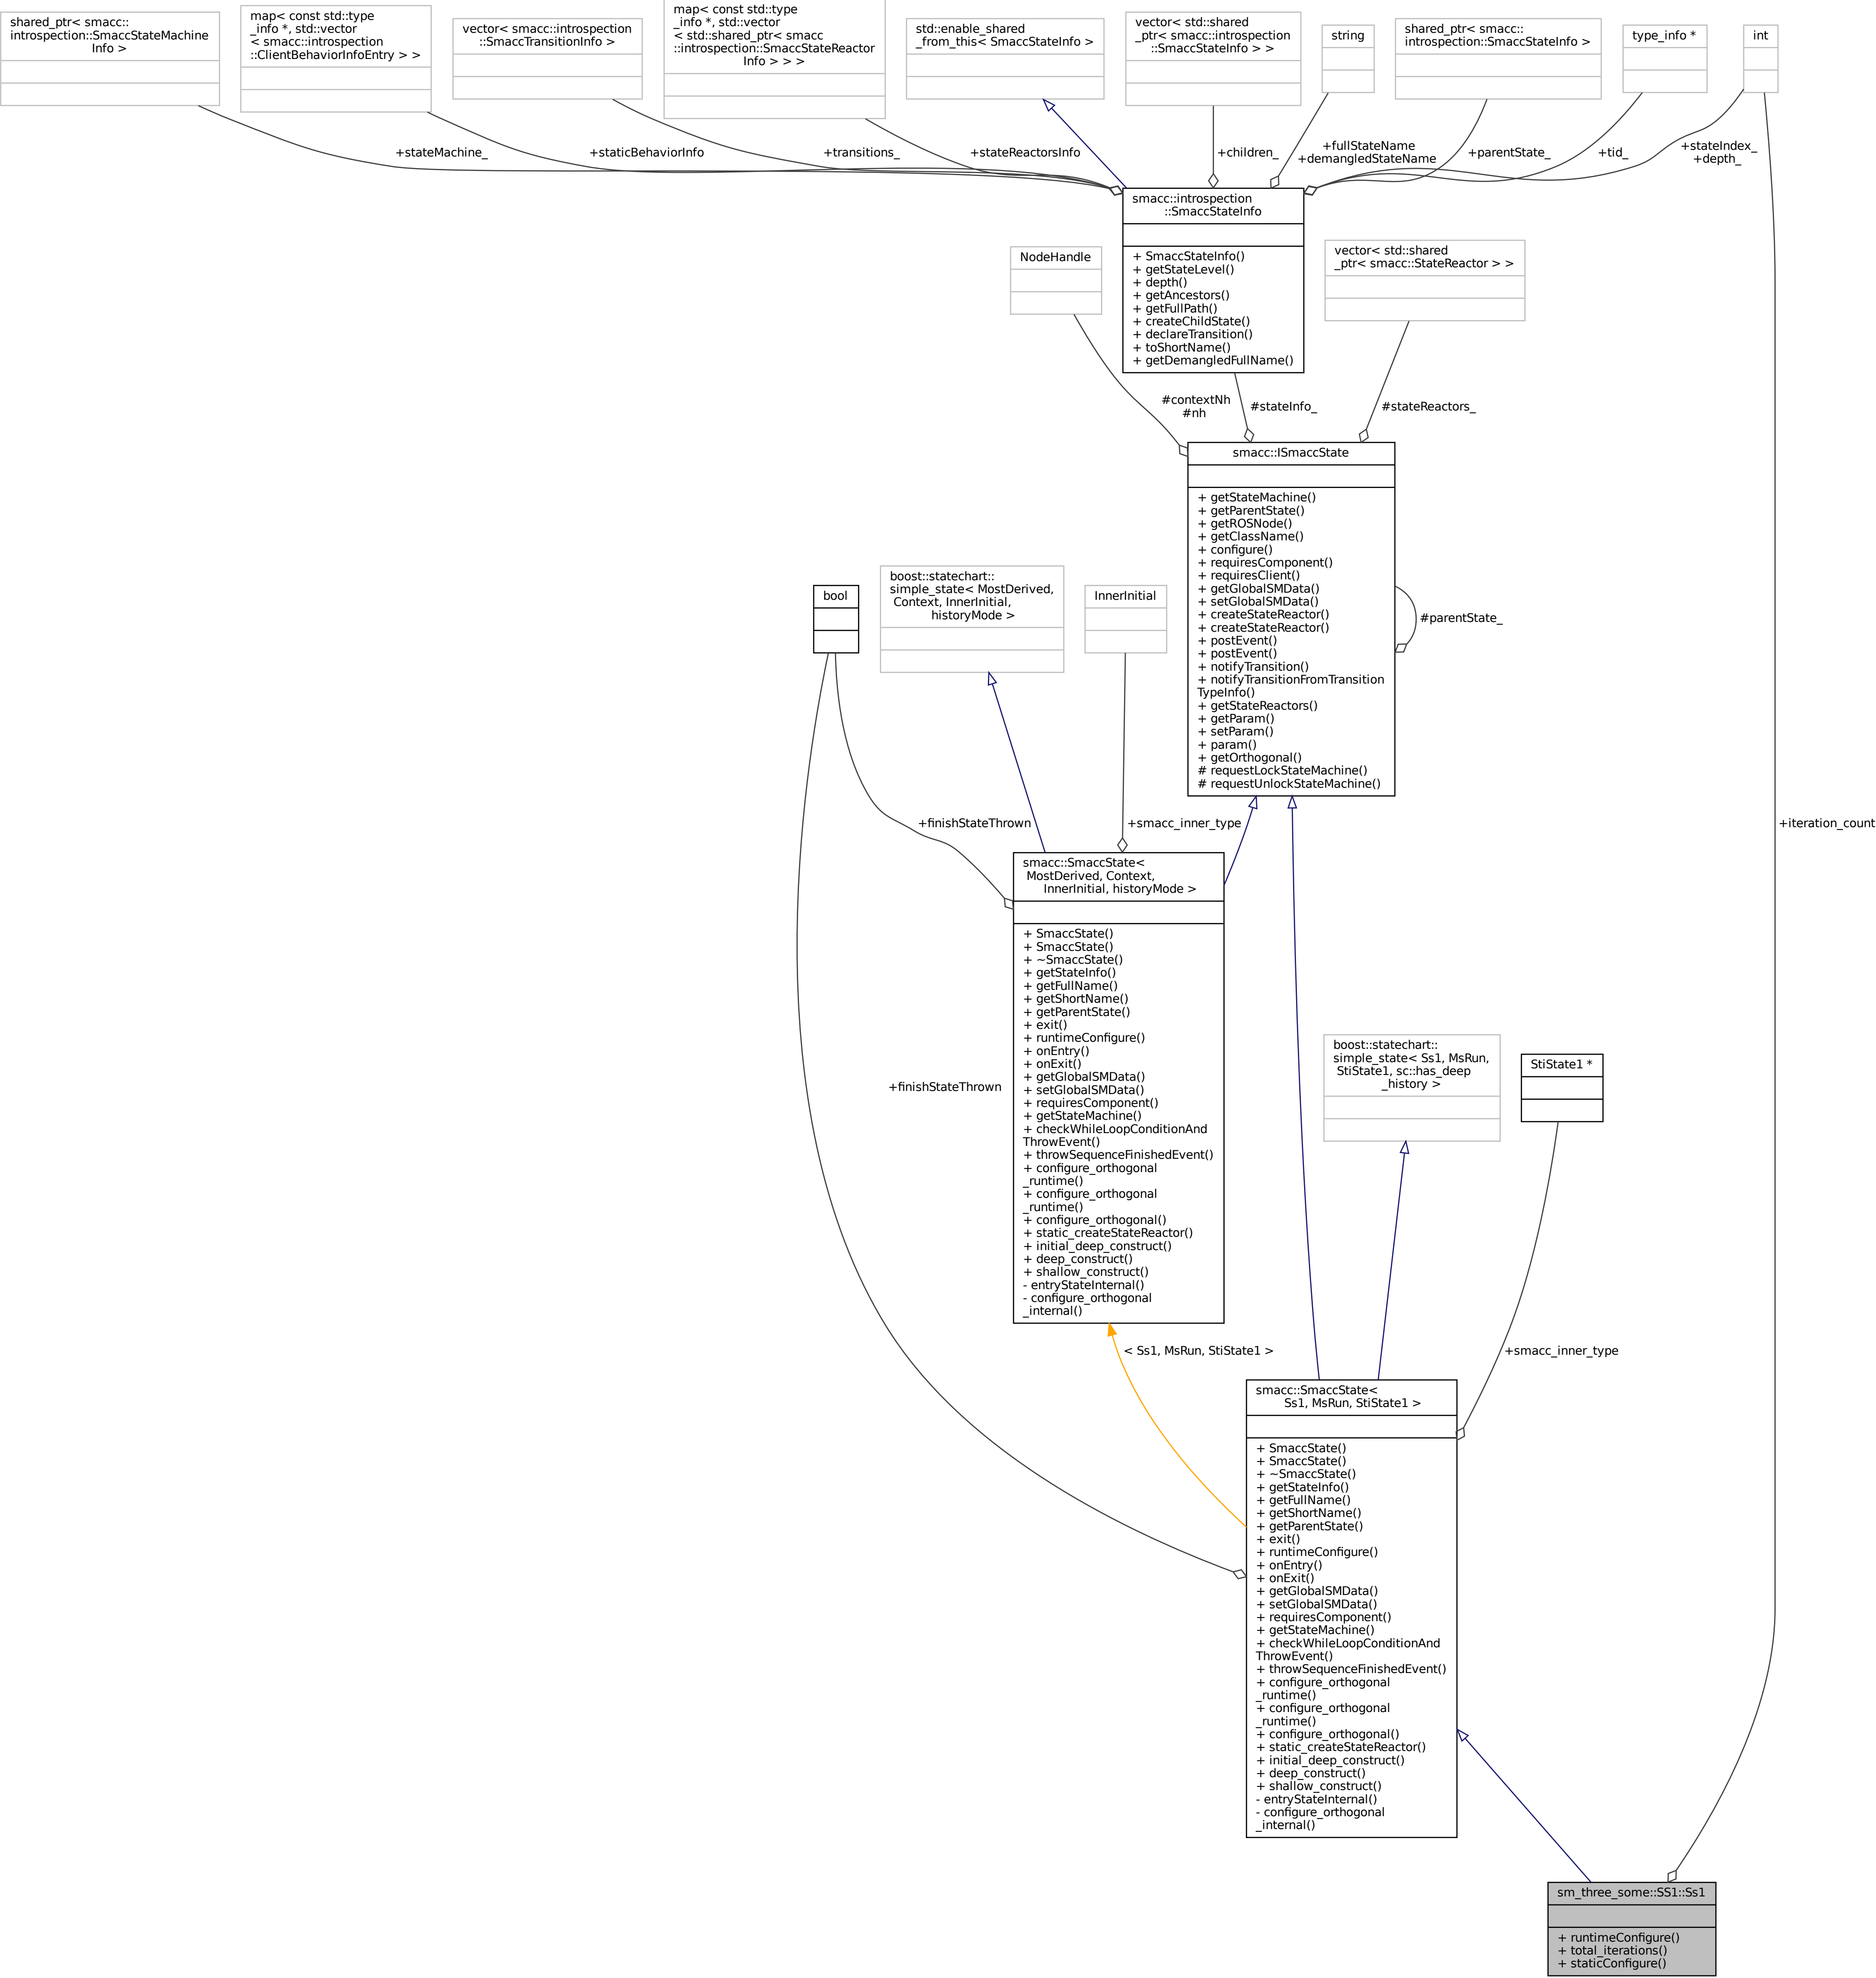 shared_ptr< smacc::
introspection::SmaccStateMachine
Info >
map< const std::type
_info *, std::vector
< smacc::introspection
::ClientBehaviorInfoEntry > >
vector< smacc::introspection
::SmaccTransitionInfo >
map< const std::type
_info *, std::vector
< std::shared_ptr< smacc
::introspection::SmaccStateReactor
Info > > >
std::enable_shared
_from_this< SmaccStateInfo >
vector< std::shared
_ptr< smacc::introspection
::SmaccStateInfo > >
string
shared_ptr< smacc::
introspection::SmaccStateInfo >
type_info *
int
+stateMachine_
+staticBehaviorInfo
+transitions_
+stateReactorsInfo
+children_
+fullStateName
+demangledStateName
+parentState_
+tid_
+stateIndex_
+depth_
smacc::introspection
::SmaccStateInfo
+ SmaccStateInfo()
+ getStateLevel()
+ depth()
+ getAncestors()
+ getFullPath()
+ createChildState()
+ declareTransition()
+ toShortName()
+ getDemangledFullName()
NodeHandle
vector< std::shared
_ptr< smacc::StateReactor > >
#contextNh
#nh
#stateInfo_
#stateReactors_
smacc::ISmaccState
+ getStateMachine()
+ getParentState()
+ getROSNode()
+ getClassName()
+ configure()
+ requiresComponent()
+ requiresClient()
+ getGlobalSMData()
+ setGlobalSMData()
+ createStateReactor()
+ createStateReactor()
+ postEvent()
+ postEvent()
+ notifyTransition()
+ notifyTransitionFromTransition
TypeInfo()
+ getStateReactors()
+ getParam()
+ setParam()
+ param()
+ getOrthogonal()
# requestLockStateMachine()
# requestUnlockStateMachine()
#parentState_
bool
boost::statechart::
simple_state< MostDerived,
Context, InnerInitial,
historyMode >
InnerInitial
+finishStateThrown
+smacc_inner_type
+iteration_count
smacc::SmaccState<
MostDerived, Context,
InnerInitial, historyMode >
+ SmaccState()
+ SmaccState()
+ ~SmaccState()
+ getStateInfo()
+ getFullName()
+ getShortName()
+ getParentState()
+ exit()
+ runtimeConfigure()
+ onEntry()
+ onExit()
+ getGlobalSMData()
+ setGlobalSMData()
+ requiresComponent()
+ getStateMachine()
+ checkWhileLoopConditionAnd
ThrowEvent()
+ throwSequenceFinishedEvent()
+ configure_orthogonal
_runtime()
+ configure_orthogonal
_runtime()
+ configure_orthogonal()
+ static_createStateReactor()
+ initial_deep_construct()
+ deep_construct()
+ shallow_construct()
- entryStateInternal()
- configure_orthogonal
_internal()
+finishStateThrown
boost::statechart::
simple_state< Ss1, MsRun,
StiState1, sc::has_deep
_history >
StiState1 *
< Ss1, MsRun, StiState1 >
+smacc_inner_type
smacc::SmaccState<
Ss1, MsRun, StiState1 >
+ SmaccState()
+ SmaccState()
+ ~SmaccState()
+ getStateInfo()
+ getFullName()
+ getShortName()
+ getParentState()
+ exit()
+ runtimeConfigure()
+ onEntry()
+ onExit()
+ getGlobalSMData()
+ setGlobalSMData()
+ requiresComponent()
+ getStateMachine()
+ checkWhileLoopConditionAnd
ThrowEvent()
+ throwSequenceFinishedEvent()
+ configure_orthogonal
_runtime()
+ configure_orthogonal
_runtime()
+ configure_orthogonal()
+ static_createStateReactor()
+ initial_deep_construct()
+ deep_construct()
+ shallow_construct()
- entryStateInternal()
- configure_orthogonal
_internal()
sm_three_some::SS1::Ss1
+ runtimeConfigure()
+ total_iterations()
+ staticConfigure()